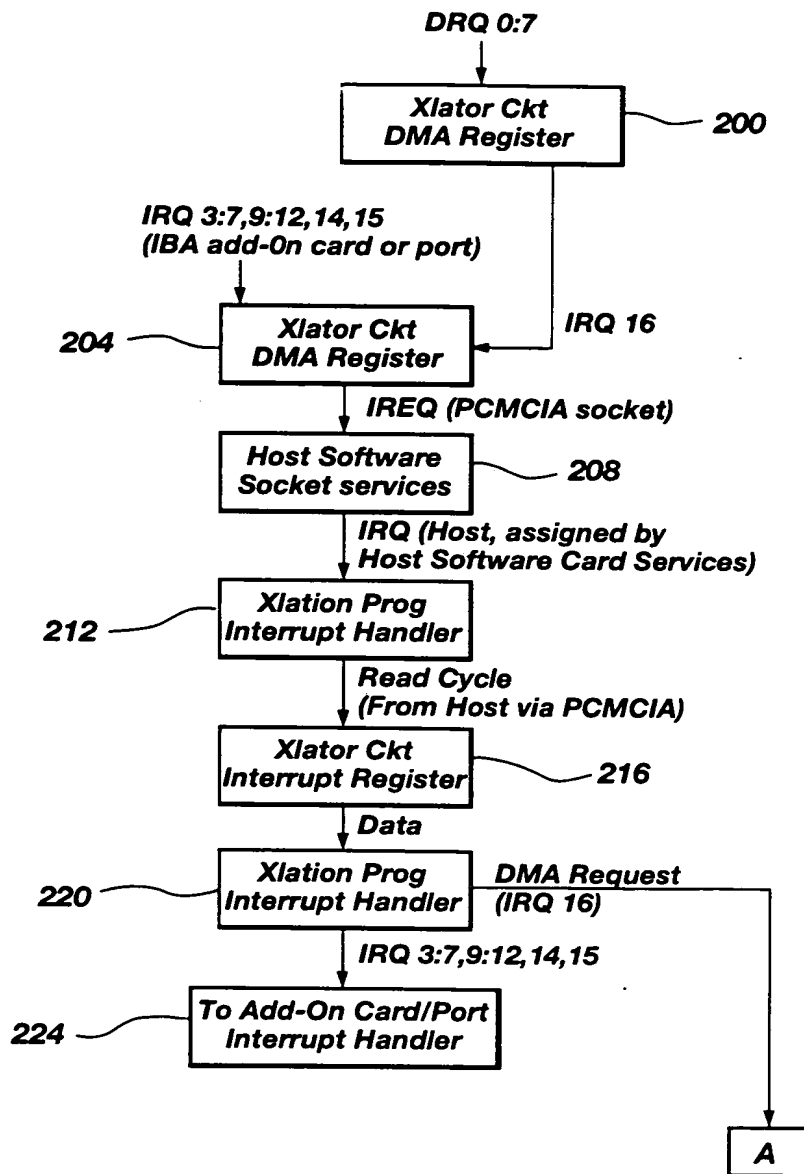 DRQ 0:7
Xlator Ckt
DMA Register
200
IRQ 3:7,9:12,14,15
(IBA add-0n card or port)
204
Xlator Ckt
DMA Register
IRQ 16
IREQ (PCMCIA socket)
Host Software
Socket services
208
IRQ (Host, assigned by
Host Software Card Services)
212
Xlation Prog
Interrupt Handler
Read Cycle
(From Host via PCMCIA)
Xlator Ckt
Interrupt Register
216
Data
220
Xlation Prog
Interrupt Handler
DMA Request
(IRQ 16)
IRQ 3:7,9:12,14,15
224
To Add-On Card/Port
Interrupt Handler
A